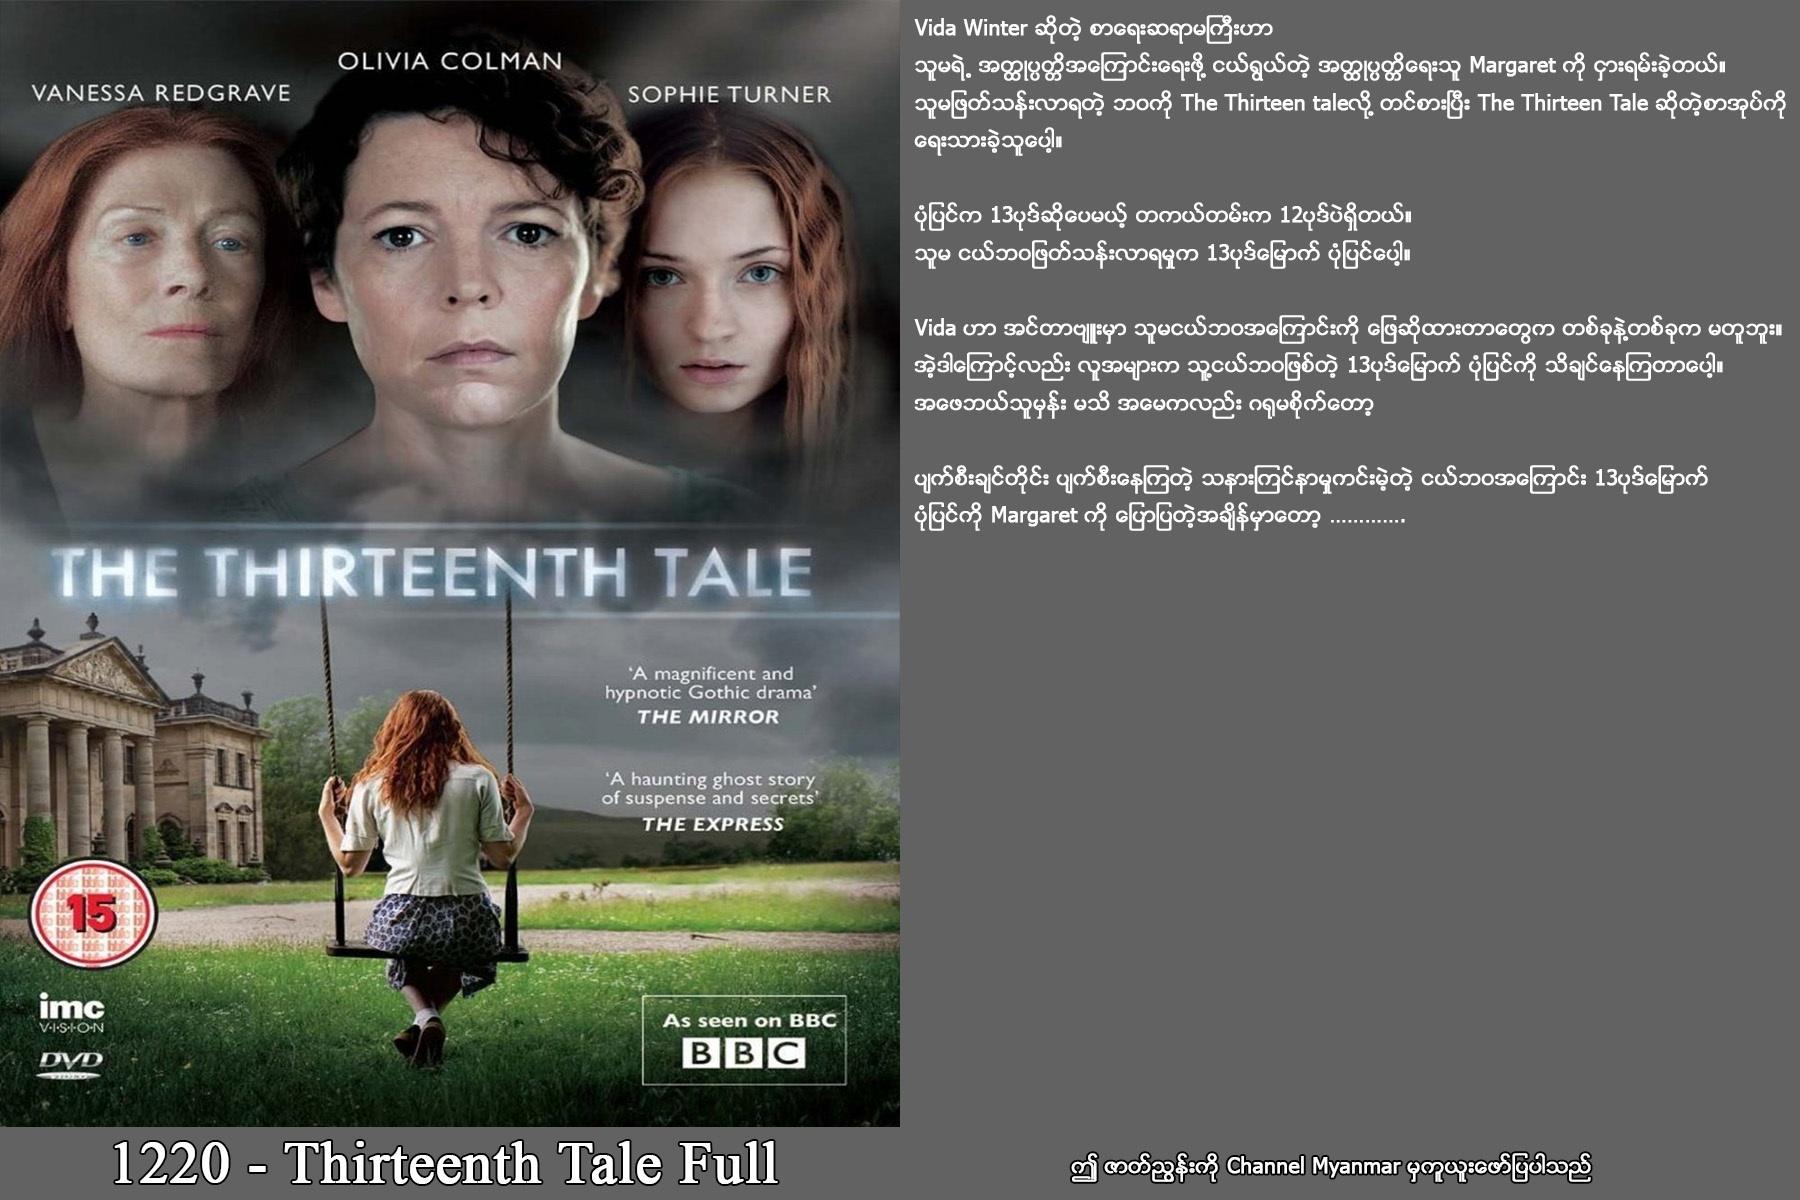 OLIVIA COLMAN
VANESSA REDGRAVE
SOPHIE TURNER
THE THIRTEENTH TALE
‘A magnificent and
hypnotic Gothic drama’
THE MIRROR
‘A haunting ghost story
of suspense and secrets’
THE EXPRESS
15
imc
VISION
DVD
As seen on BBC
BBC
1220 - Thirteenth Tale Full
Vida Winter ဆိုတဲ့ စာရေးဆရာမကြီးဟာ
သူမရဲ့ အတ္ထုပ္ပတ္တိအကြောင်းရေးဖို့ ငယ်ရွယ်တဲ့ အတ္ထုပ္ပတ္တိရေးသူ Margaret ကို ငှားရမ်းခဲ့တယ်။
သူမဖြတ်သန်းလာရတဲ့ ဘဝကို The Thirteen taleလို့ တင်စားပြီး The Thirteen Tale ဆိုတဲ့စာအုပ်ကို
ရေးသားခဲ့သူပေါ့။
ပုံပြင်က 13ပုဒ်ဆိုပေမယ့် တကယ်တမ်းက 12ပုဒ်ပဲရှိတယ်။
သူမ ငယ်ဘဝဖြတ်သန်းလာရမှုက 13ပုဒ်မြောက် ပုံပြင်ပေါ့။
Vida ဟာ အင်တာဗျူးမှာ သူမငယ်ဘဝအကြောင်းကို ဖြေဆိုထားတာတွေက တစ်ခုနဲ့တစ်ခုက မတူဘူး။
အဲ့ဒါကြောင့်လည်း လူအများက သူ့ငယ်ဘဝဖြစ်တဲ့ 13ပုဒ်မြောက် ပုံပြင်ကို သိချင်နေကြတာပေါ့။
အဖေဘယ်သူမှန်း မသိ အမေကလည်း ဂရုမစိုက်တော့
ပျက်စီးချင်တိုင်း ပျက်စီးနေကြတဲ့ သနားကြင်နာမှုကင်းမဲ့တဲ့ ငယ်ဘဝအကြောင်း 13ပုဒ်မြောက်
ပုံပြင်ကို Margaret ကို ပြောပြတဲ့အချိန်မှာတော့ .............
ဤ ဇာတ်ညွှန်းကို Channel Myanmar မှကူယူးဖော်ပြပါသည်